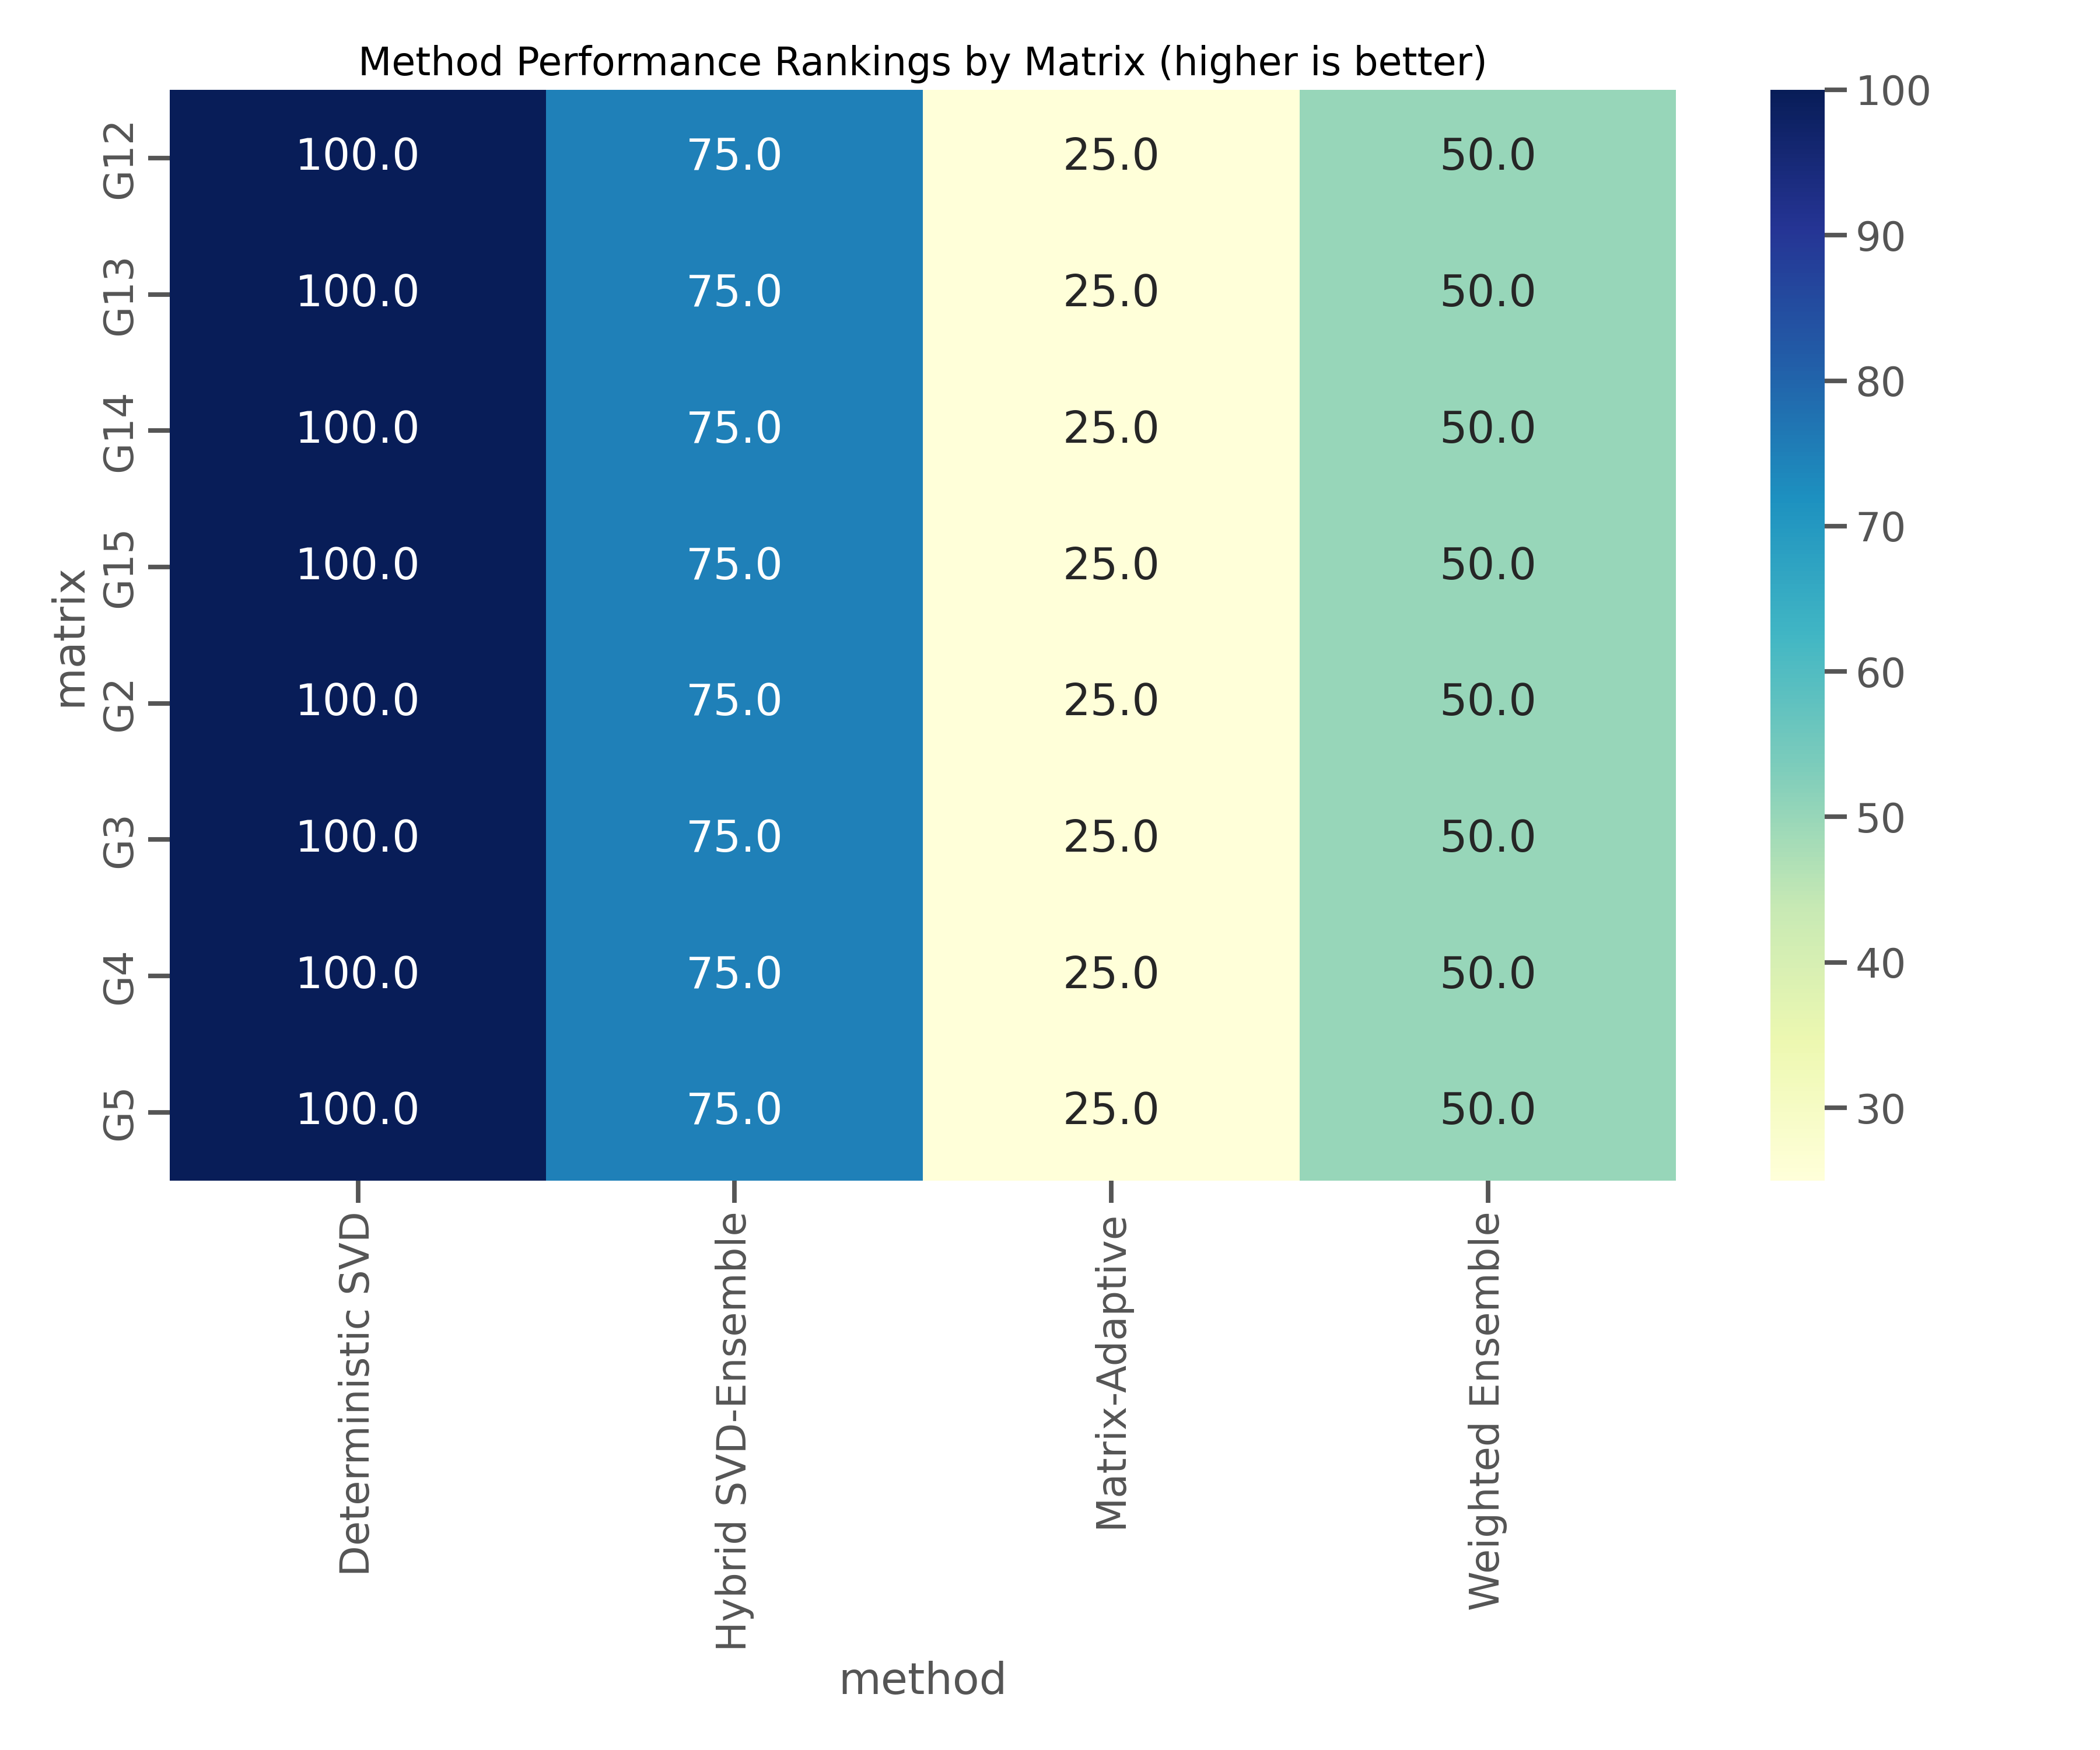 Method Performance Rankings by Matrix (higher is better)
matrix
G12 100.0 75.0 25.0 50.0
G13 100.0 75.0 25.0 50.0
G14 100.0 75.0 25.0 50.0
G15 100.0 75.0 25.0 50.0
G2 100.0 75.0 25.0 50.0
G3 100.0 75.0 25.0 50.0
G4 100.0 75.0 25.0 50.0
G5 100.0 75.0 25.0 50.0
Deterministic SVD
Hybrid SVD-Ensemble
Matrix-Adaptive
Weighted Ensemble
method
100
90
80
70
60
50
40
30